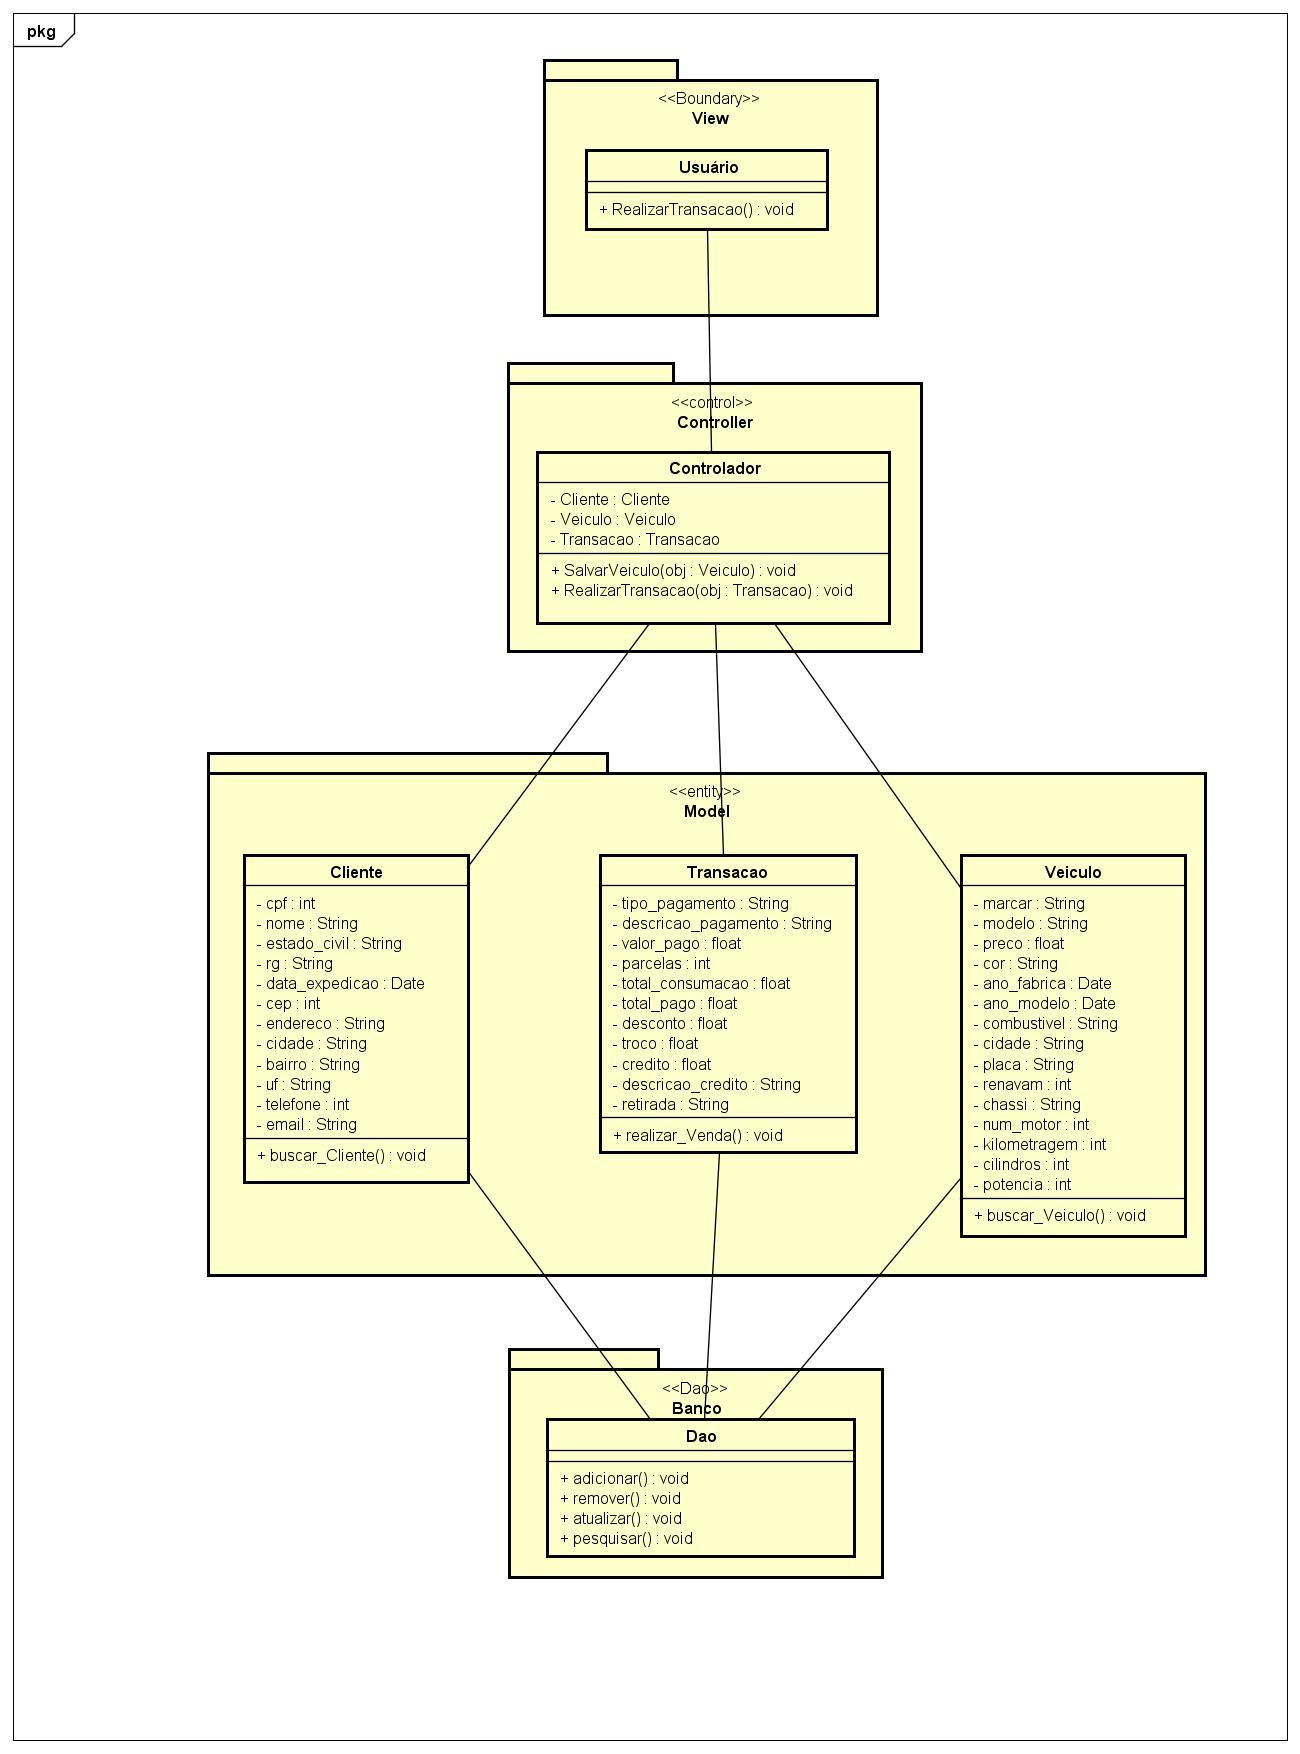 pkg
<<Boundary>>
View
Usuário
+ RealizarTransacao() : void
<<control>>
Controller
Controlador
- Cliente : Cliente
- Veiculo : Veiculo
- Transacao : Transacao
+ SalvarVeiculo(obj : Veiculo) : void
+ RealizarTransacao(obj : Transacao) : void
<<entity>>
Model
Cliente
- cpf : int
- nome : String
- estado_civil : String
- rg : String
- data_expedicao : Date
- cep : int
- endereco : String
- cidade : String
- bairro : String
- uf : String
- telefone : int
- email : String
+ buscar_Cliente() : void
Transacao
- tipo_pagamento : String
- descricao_pagamento : String
- valor_pago : float
- parcelas : int
- total_consumacao : float
- total_pago : float
- desconto : float
- troco : float
- credito : float
- descricao_credito : String
- retirada : String
+ realizar_Venda() : void
Veiculo
- marcar : String
- modelo : String
- preco : float
- cor : String
- ano_fabrica : Date
- ano_modelo : Date
- combustivel : String
- cidade : String
- placa : String
- renavam : int
- chassi : String
- num_motor : int
- kilometragem : int
- cilindros : int
- potencia : int
+ buscar_Veiculo() : void
<<Dao>>
Banco
Dao
+ adicionar() : void
+ remover() : void
+ atualizar() : void
+ pesquisar() : void